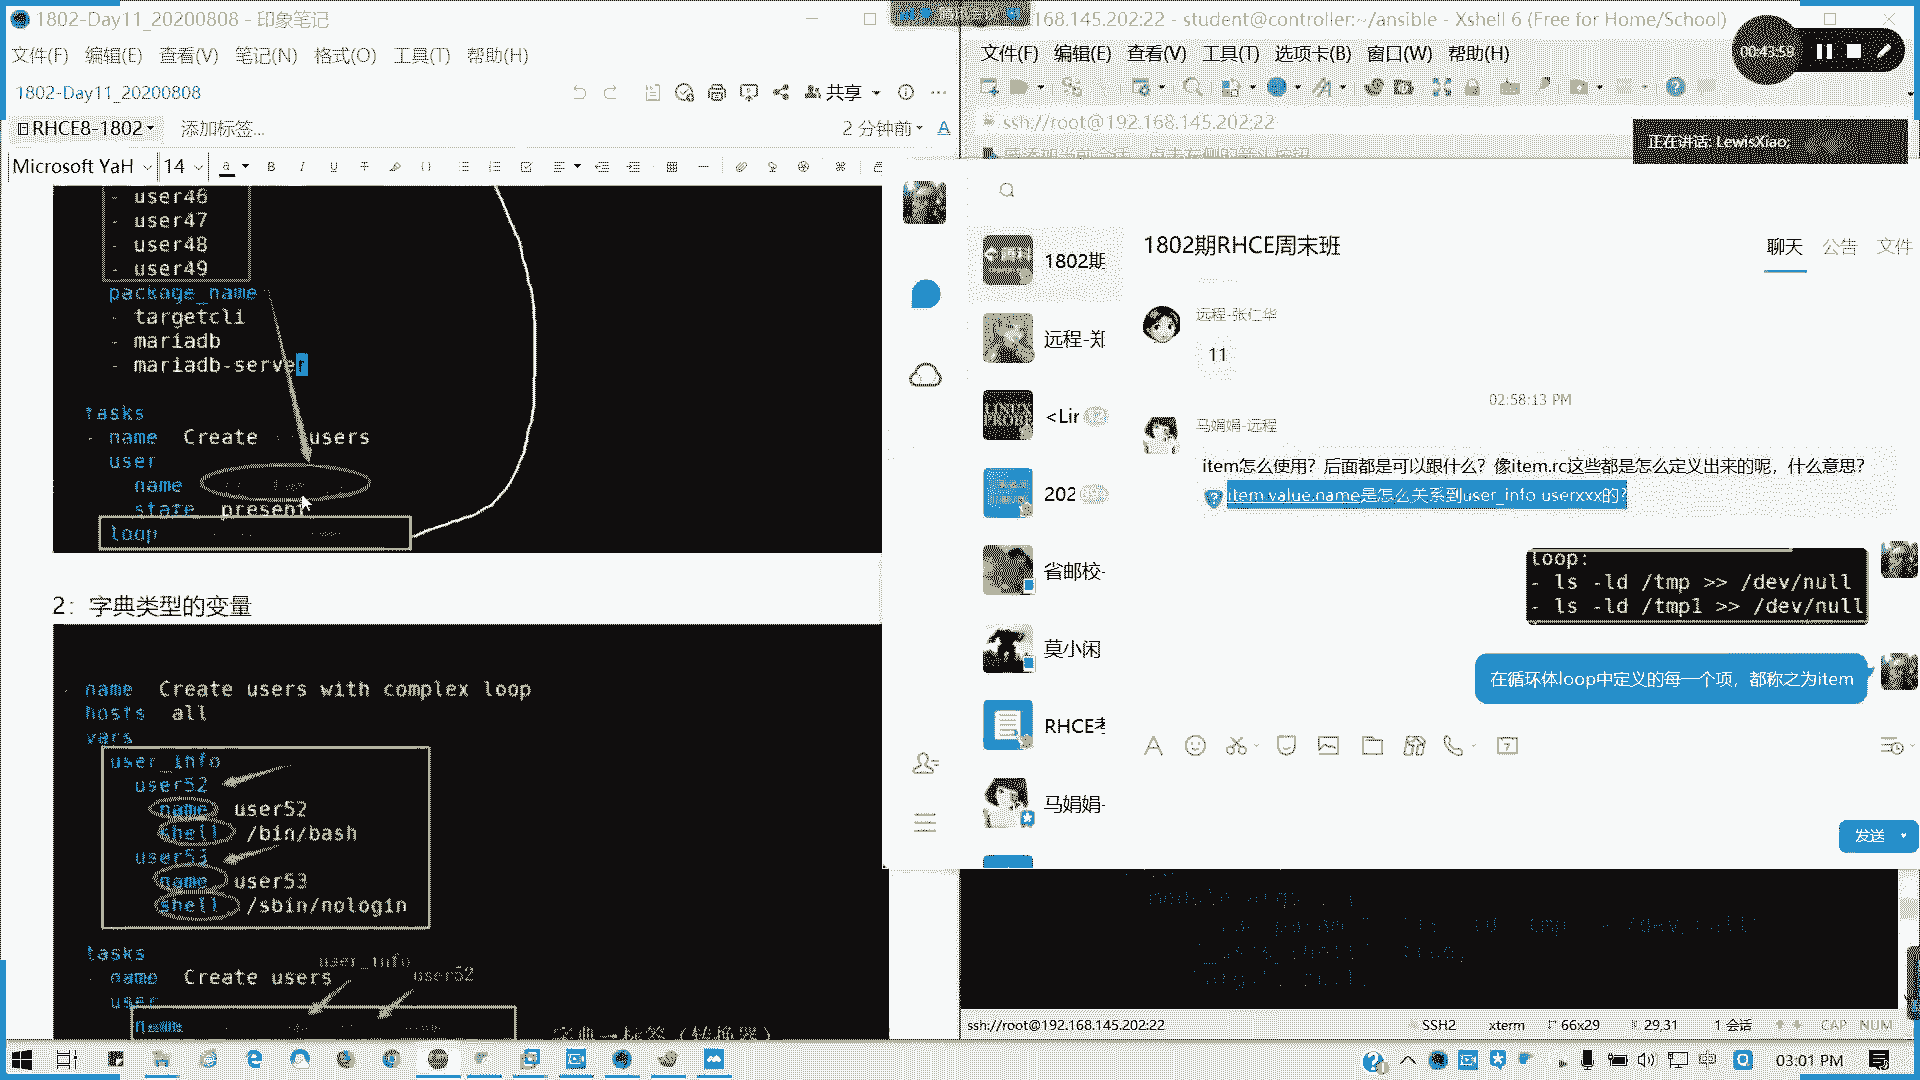 1802-Day11_20200808 - 印象笔记
文件(F) 编辑(E) 查看(V) 笔记(N) 格式(O) 工具(T) 帮助(H)
1802-Day11_20200808
共享
RHCE8-1802
添加标签...
2 分钟前
Microsoft YaH
14
- user46
- user47
- user48
- user49
package_name
- targetcli
- mariadb
- mariadb-server
tasks
- name Create users
user
name
state present
loop
2：字典类型的变量
- name Create users with complex loop
hosts all
vars
user_info
user52
name user52
shell /bin/bash
user53
name user53
shell /sbin/nologin
tasks
- name Create users
user_info
user52
user
name
168.145.202:22 - student@controller:~/ansible - Xshell 6 (Free for Home/School)
文件(F) 编辑(E) 查看(V) 工具(T) 选项卡(B) 窗口(W) 帮助(H)
00:43:59
ssh://root@192.168.145.202:22
正在讲话: LewisXiao;
1802期
远程-郑
<Lir
202
省邮校-
莫小闲
RHCE考
马娟娟-
1802期RHCE周末班
聊天 公告 文件
远程-张仁华
11
02:58:13 PM
马娟娟-远程
item怎么使用？后面都是可以跟什么？像item.rc这些都是怎么定义出来的呢，什么意思？
item.value.name是怎么关系到user_info userxxx的？
loop:
- ls -ld /tmp >> /dev/null
- ls -ld /tmp1 >> /dev/null
在循环体loop中定义的每一个项，都称之为item
发送
ssh://root@192.168.145.202:22
SSH2
xterm
66x29
29,31
1 会话
CAP NUM
03:01 PM